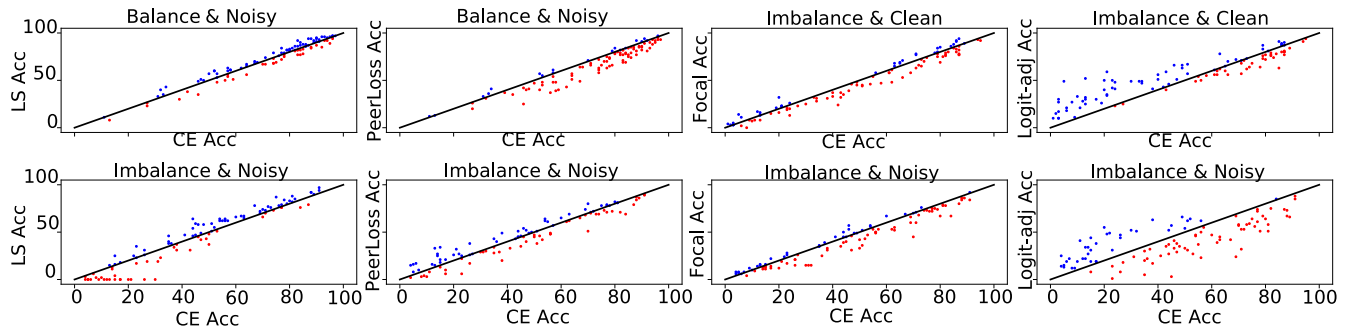 Balance & Noisy
Balance & Noisy
Imbalance & Clean
Imbalance & Clean
100
50
0
LS Acc
PeerLoss Acc
Focal Acc
Logit-adj Acc
CE Acc
CE Acc
CE Acc
CE Acc
Imbalance & Noisy
Imbalance & Noisy
Imbalance & Noisy
Imbalance & Noisy
100
50
0
LS Acc
PeerLoss Acc
Focal Acc
Logit-adj Acc
0 20 40 60 80 100
0 20 40 60 80 100
0 20 40 60 80 100
0 20 40 60 80 100
CE Acc
CE Acc
CE Acc
CE Acc